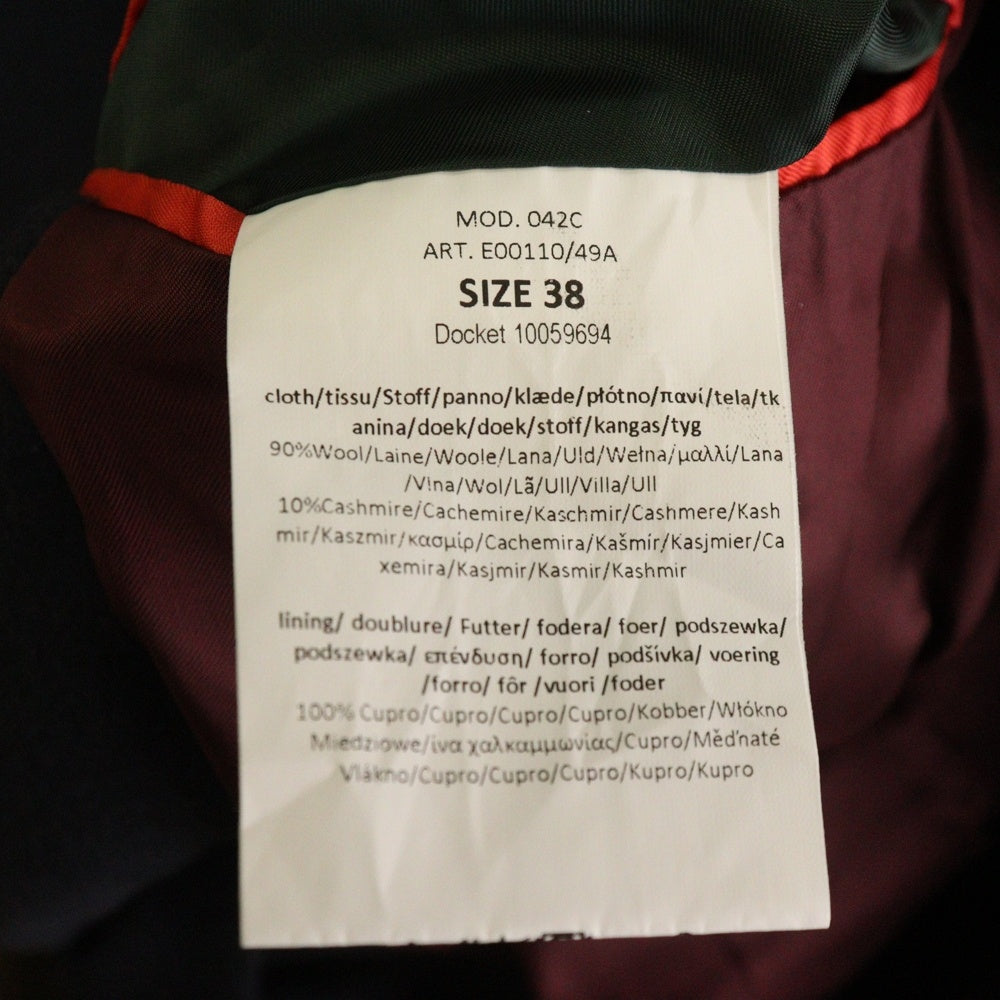 MOD. 042C
ART. E00110/49A
SIZE 38
Docket 10059694
cloth/tissu/Stoff/panno/klæde/płótno/πανί/tela/tk
anina/doek/doek/stoff/kangas/tyg
90%Wool/Laine/Woole/Lana/Uld/Wełna/μαλλί/Lana
/Vlna/Wol/Lã/Ull/Villa/Ull
10%Cashmire/Cachemire/Kaschmir/Cashmere/Kash
mir/Kaszmir/κασμίρ/Cachemira/Kašmír/Kasjmier/Ca
xemira/Kasjmir/Kasmir/Kashmir
lining/ doublure/ Futter/ fodera/ foer/ podszewka/
podszewka/ επένδυση/ forro/ podšívka/ voering
/forro/ fôr /vuori /foder
100% Cupro/Cupro/Cupro/Cupro/Kobber/Włókno
Miedziowe/ίνα χαλκαμμωνίας/Cupro/Měďnaté
Vlákno/Cupro/Cupro/Cupro/Kupro/Kupro